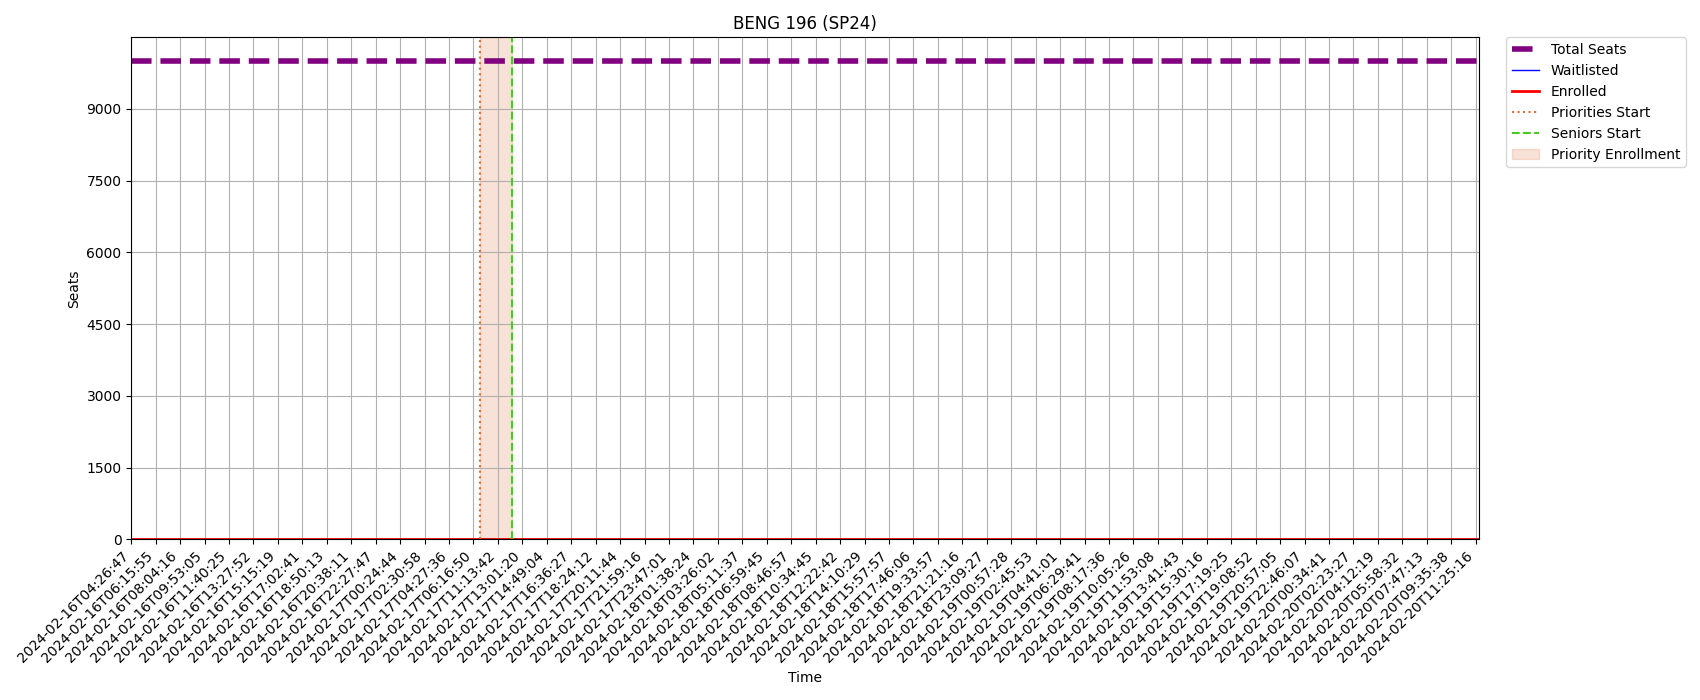 BENG 196 (SP24)
Total Seats
Waitlisted
Enrolled
Priorities Start
Seniors Start
Priority Enrollment
Seats
9000
7500
6000
4500
3000
1500
0
2024-02-16T04:26:47
2024-02-16T06:15:55
2024-02-16T08:04:16
2024-02-16T09:53:05
2024-02-16T11:40:25
2024-02-16T13:27:52
2024-02-16T15:15:19
2024-02-16T17:02:41
2024-02-16T18:50:13
2024-02-16T20:38:11
2024-02-16T22:27:47
2024-02-17T00:24:44
2024-02-17T02:30:58
2024-02-17T04:27:36
2024-02-17T06:16:50
2024-02-17T11:13:42
2024-02-17T13:01:20
2024-02-17T14:49:04
2024-02-17T16:36:27
2024-02-17T18:24:12
2024-02-17T20:11:44
2024-02-17T21:59:16
2024-02-17T23:47:01
2024-02-18T01:38:24
2024-02-18T03:26:02
2024-02-18T05:11:37
2024-02-18T06:59:45
2024-02-18T08:46:57
2024-02-18T10:34:45
2024-02-18T12:22:42
2024-02-18T14:10:29
2024-02-18T15:57:57
2024-02-18T17:46:06
2024-02-18T19:33:57
2024-02-18T21:21:16
2024-02-18T23:09:27
2024-02-19T00:57:28
2024-02-19T02:45:53
2024-02-19T04:41:01
2024-02-19T06:29:41
2024-02-19T08:17:36
2024-02-19T10:05:26
2024-02-19T11:53:08
2024-02-19T13:41:43
2024-02-19T15:30:16
2024-02-19T17:19:25
2024-02-19T19:08:52
2024-02-19T20:57:05
2024-02-19T22:46:07
2024-02-20T00:34:41
2024-02-20T02:23:27
2024-02-20T04:12:19
2024-02-20T05:58:32
2024-02-20T07:47:13
2024-02-20T09:35:38
2024-02-20T11:25:16
Time